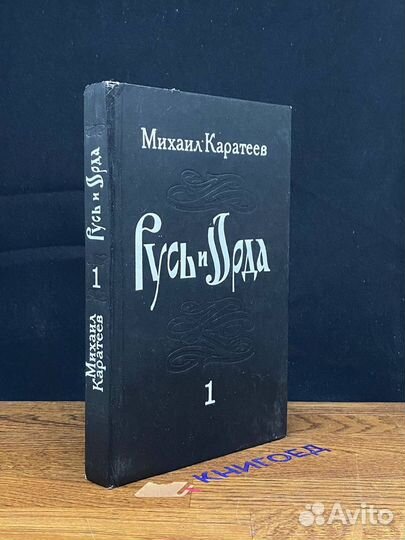 Михаил Каратеев
Русь и Орда
1
Русь и Орда
1
Михаил
Каратеев
КНИГОЕД
Avito